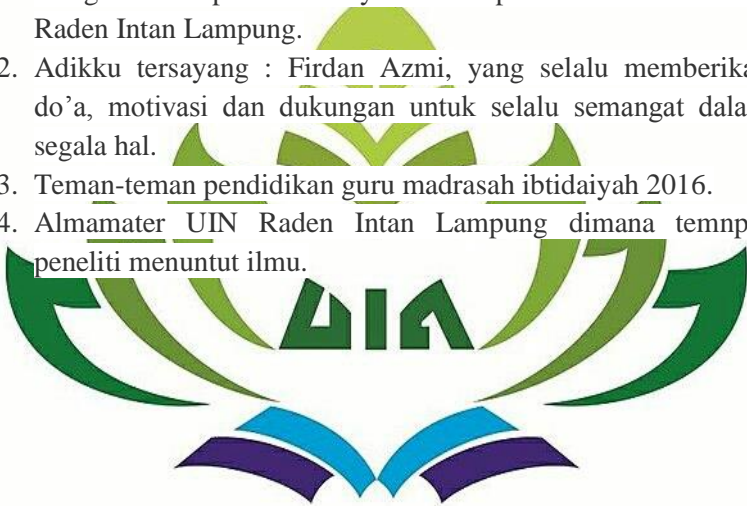 Raden Intan Lampung.
2. Adikku tersayang : Firdan Azmi, yang selalu memberika
do'a, motivasi dan dukungan untuk selalu semangat dala
segala hal.
3. Teman-teman pendidikan guru madrasah ibtidaiyah 2016.
4. Almamater UIN Raden Intan Lampung dimana temnp
peneliti menuntut ilmu.
UIN